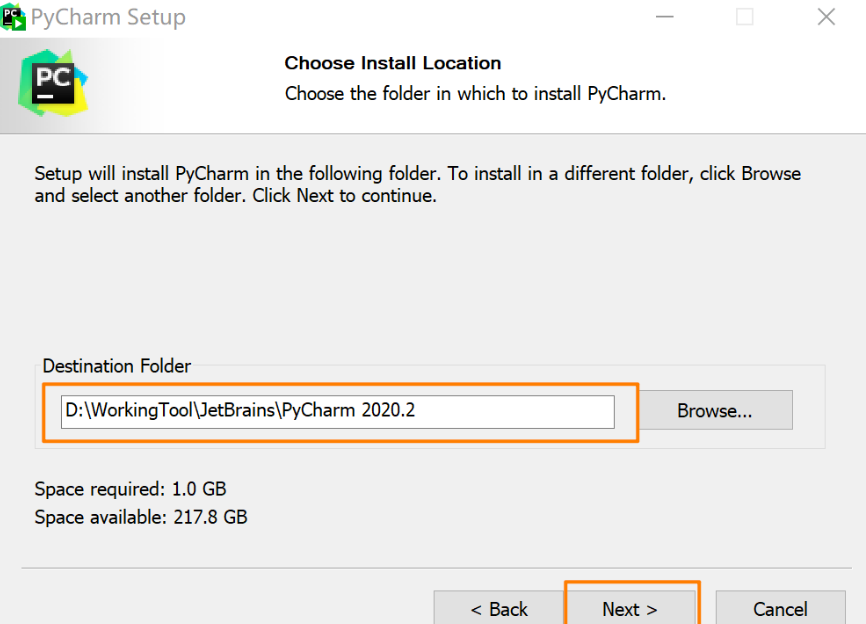 PyCharm Setup
PC
Choose Install Location
Choose the folder in which to install PyCharm.
Setup will install PyCharm in the following folder. To install in a different folder, click Browse
and select another folder. Click Next to continue.
Destination Folder
D:\WorkingTool\JetBrains\PyCharm 2020.2
Browse...
Space required: 1.0 GB
Space available: 217.8 GB
< Back
Next >
Cancel